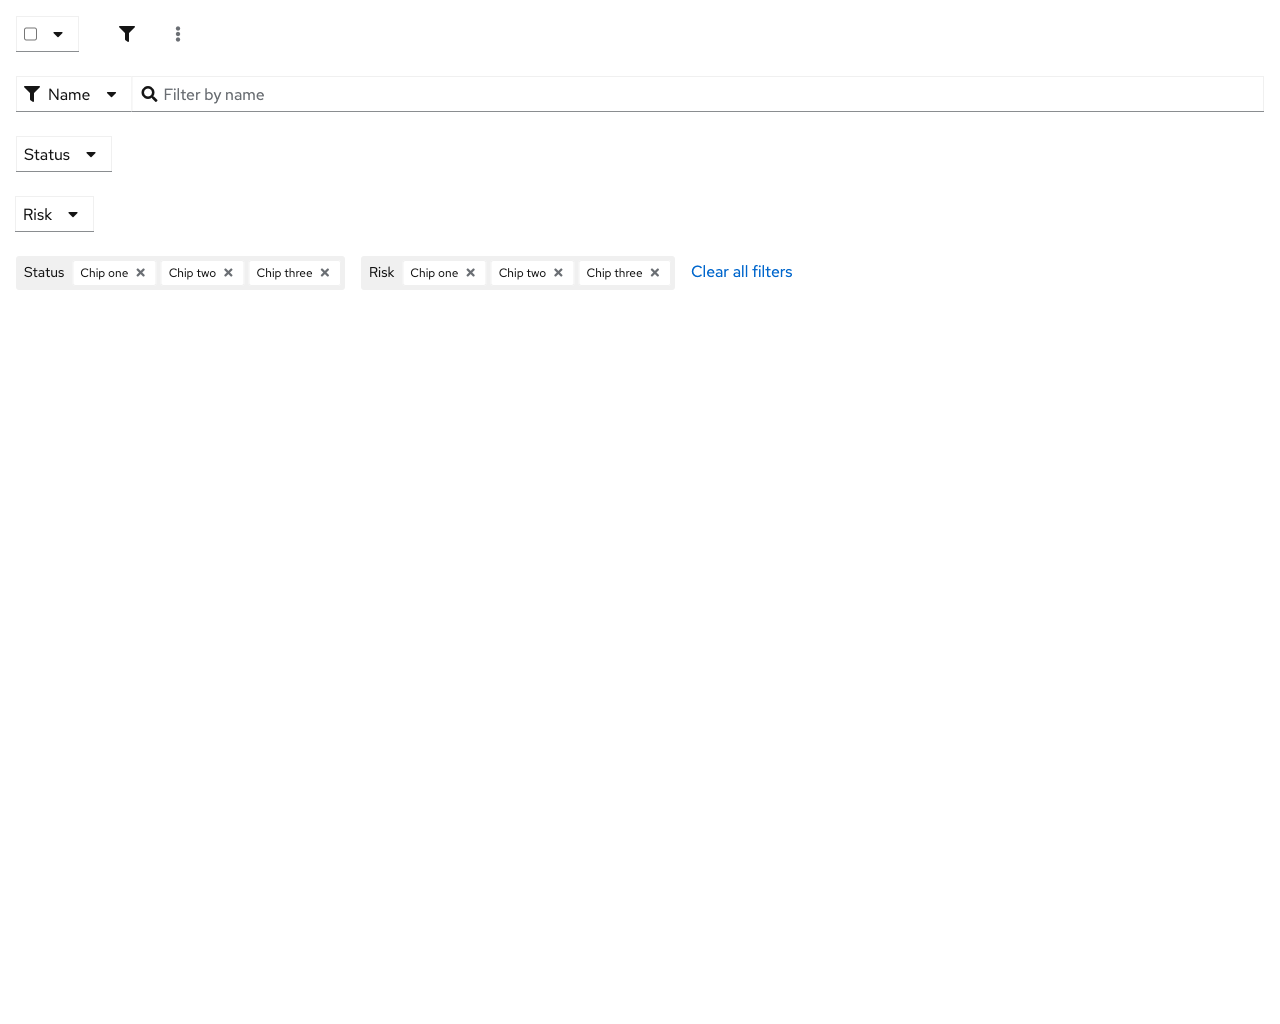 Name Filter by name
Status
Risk
Status Chip one Chip two Chip three Risk Chip one Chip two Chip three Clear all filters